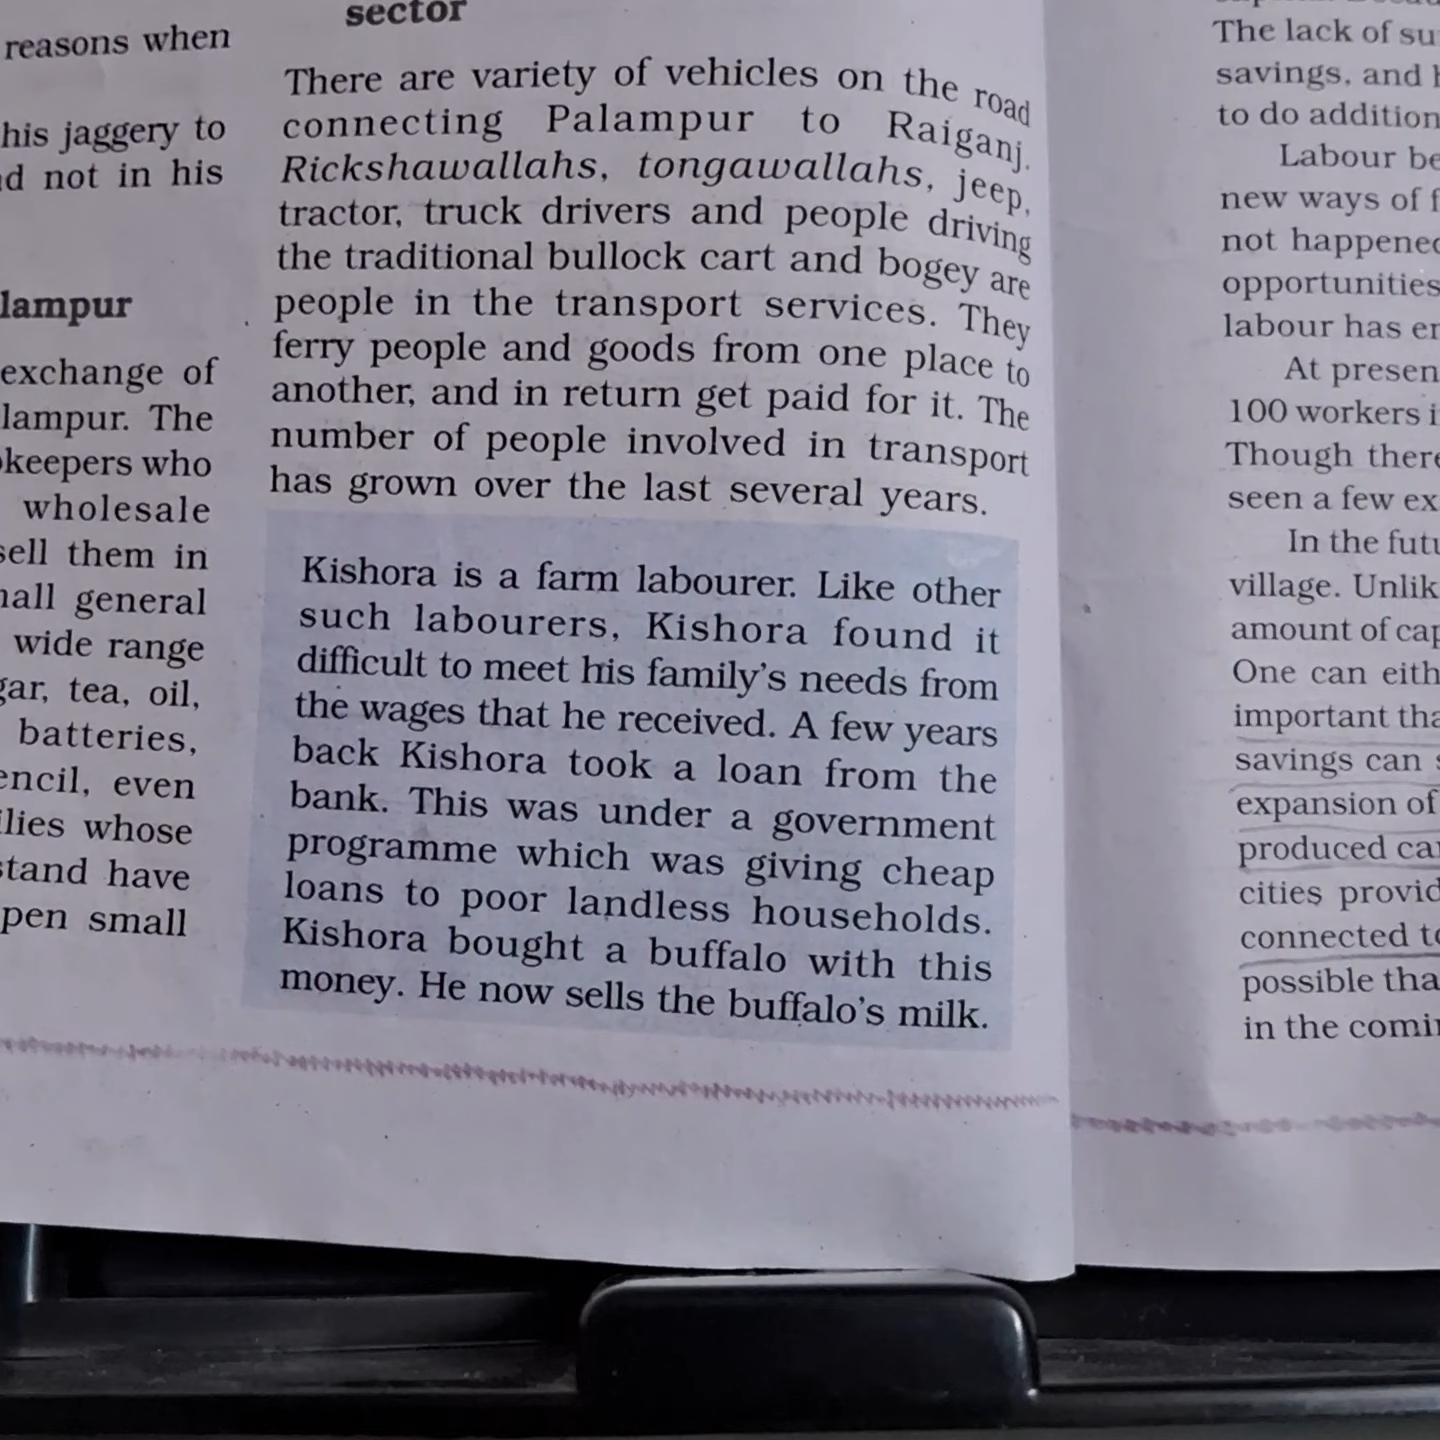 reasons when
his jaggery to
not in his
lampur
exchange of
lampur. The
keepers who
wholesale
sell them in
general
wide range
tea, oil,
batteries,
even
whose
have
small
sector
There are variety of vehicles on the road
connecting Palampur to Raiganj.
Rickshawallahs, tongawallahs, jeep,
tractor, truck drivers and people driving
the traditional bullock cart and bogey are
people in the transport services. They
ferry people and goods from one place to
another, and in return get paid for it. The
number of people involved in transport
has grown over the last several years.
Kishora is a farm labourer. Like other
such labourers, Kishora found it
difficult to meet his family's needs from
the wages that he received. A few years
back Kishora took a loan from the
bank. This was under a government
programme which was giving cheap
loans to poor landless households.
Kishora bought a buffalo with this
money. He now sells the buffalo's milk.
The lack of su
savings, and
to do addition
Labour be
new ways of f
not happened
opportunities
labour has
At presen
100 workers
Though there
seen a few ex
In the futu
village. Unlik
amount of cap
One can eith
important tha
savings can
expansion of
produced ca
cities provid
connected to
possible tha
in the comin